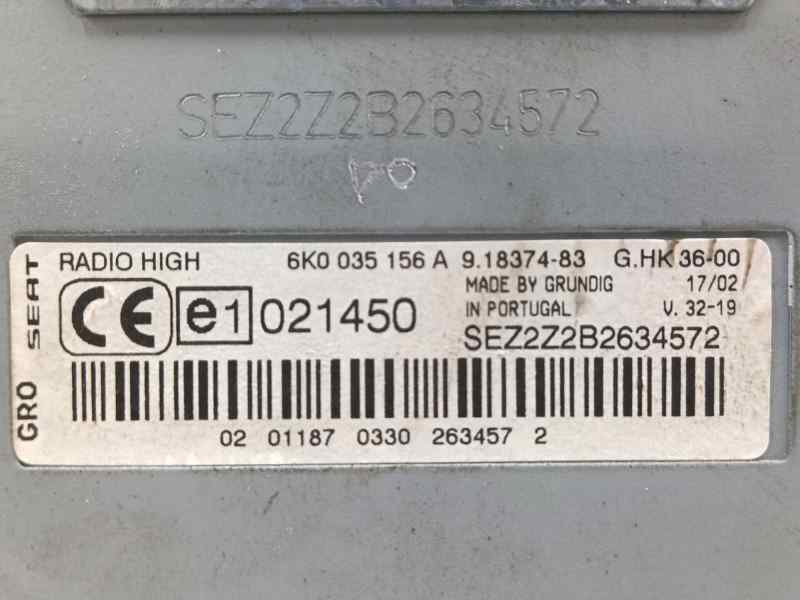 SEZ2Z2B2634572
SEAT
GRO
RADIO HIGH 6K0 035 156 A 9.18374-83 G.HK 36-00
MADE BY GRUNDIG 17/02
IN PORTUGAL V. 32-19
CE e1 021450 SEZ2Z2B2634572
02 01187 0330 263457 2